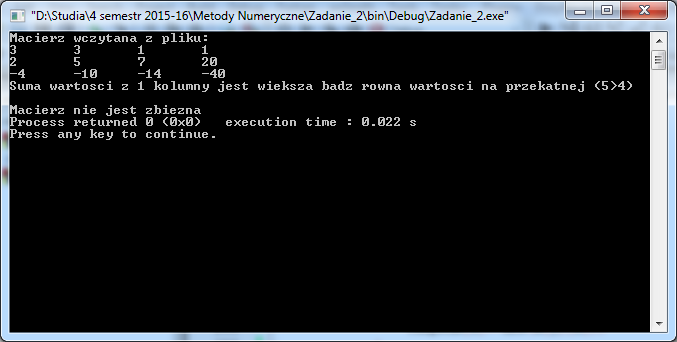 "D:\Studia\4 semestr 2015-16\Metody Numeryczne\Zadanie_2\bin\Debug\Zadanie_2.exe"
Macierz wczytana z pliku:
3 3 1 1
2 5 7 20
-4 -10 -14 -40
Suma wartosci z 1 kolumny jest wieksza badz rowna wartosci na przekatnej (5>4)
Macierz nie jest zbiezna
Process returned 0 (0x0) execution time : 0.022 s
Press any key to continue.